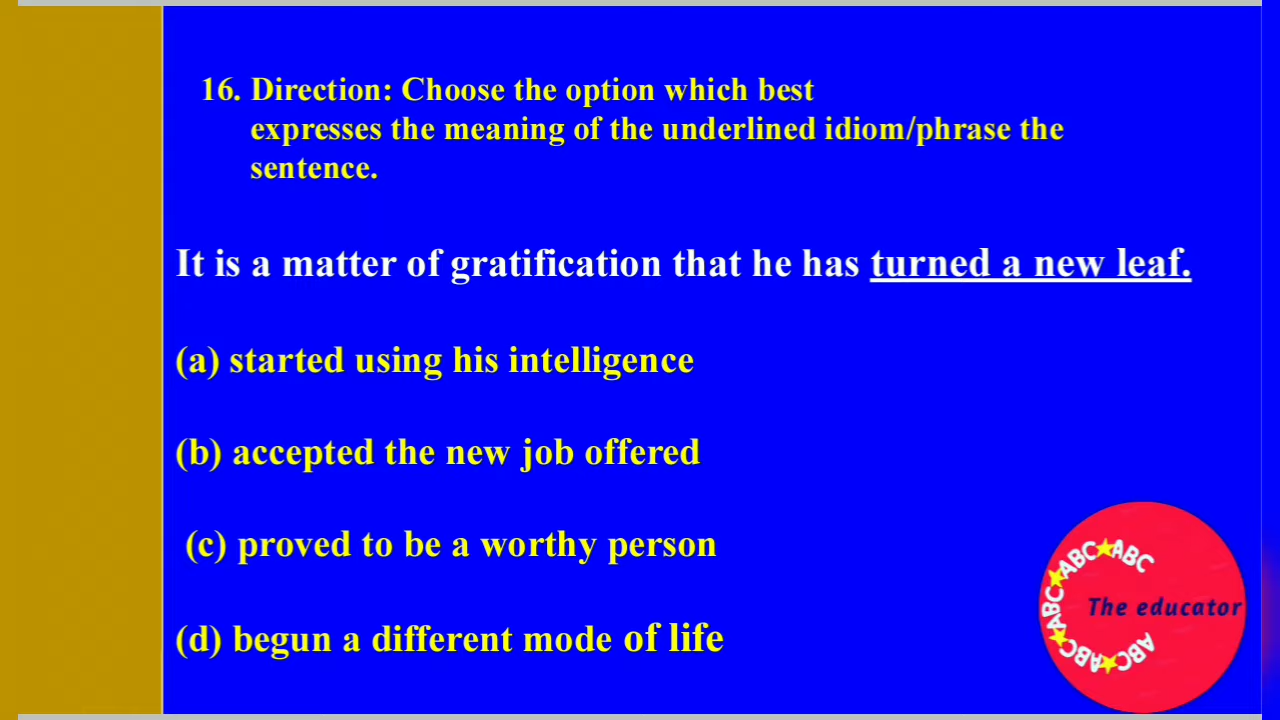 16. Direction: Choose the option which best
expresses the meaning of the underlined idiom/phrase the
sentence.
It is a matter of gratification that he has turned a new leaf.
(a) started using his intelligence
(b) accepted the new job offered
(c) proved to be a worthy person
(d) begun a different mode of life
ABC★ABC★ABC★ABC★ABC
The educator